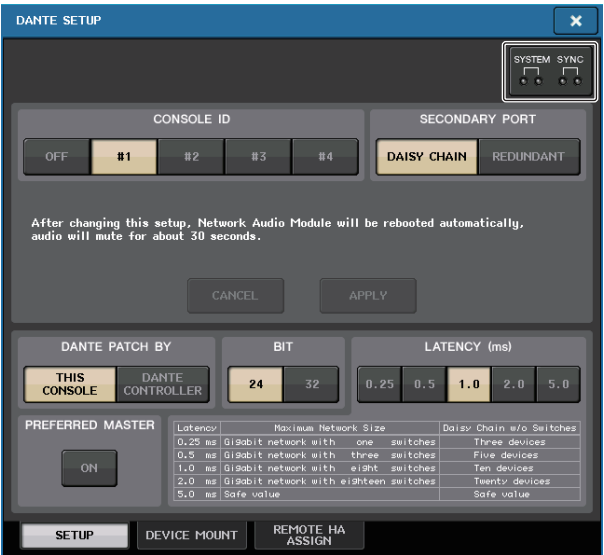 DANTE SETUP
×
SYSTEM SYNC
CONSOLE ID
SECONDARY PORT
OFF #1 #2 #3 #4
DAISY CHAIN REDUNDANT
After changing this setup, Network Audio Module will be rebooted automatically,
audio will mute for about 30 seconds.
CANCEL APPLY
DANTE PATCH BY
BIT
LATENCY (ms)
THIS CONSOLE
DANTE CONTROLLER
24 32
0.25 0.5 1.0 2.0 5.0
PREFERRED MASTER
ON
Latency Maximum Network Size Daisy Chain w/o Switches
0.25 ms Gigabit network with one switches Three devices
0.5 ms Gigabit network with three switches Five devices
1.0 ms Gigabit network with eight switches Ten devices
2.0 ms Gigabit network with eighteen switches Twenty devices
5.0 ms Safe value Safe value
SETUP
DEVICE MOUNT
REMOTE HA
ASSIGN